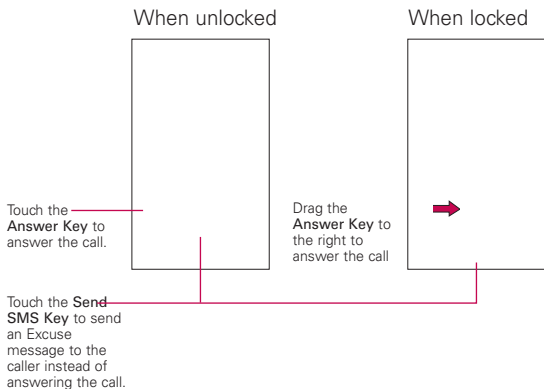 When unlocked
When locked
Touch the
Answer Key to
answer the call.
Drag the
Answer Key to
the right to
answer the call
Touch the Send
SMS Key to send
an Excuse
message to the
caller instead of
answering the call.